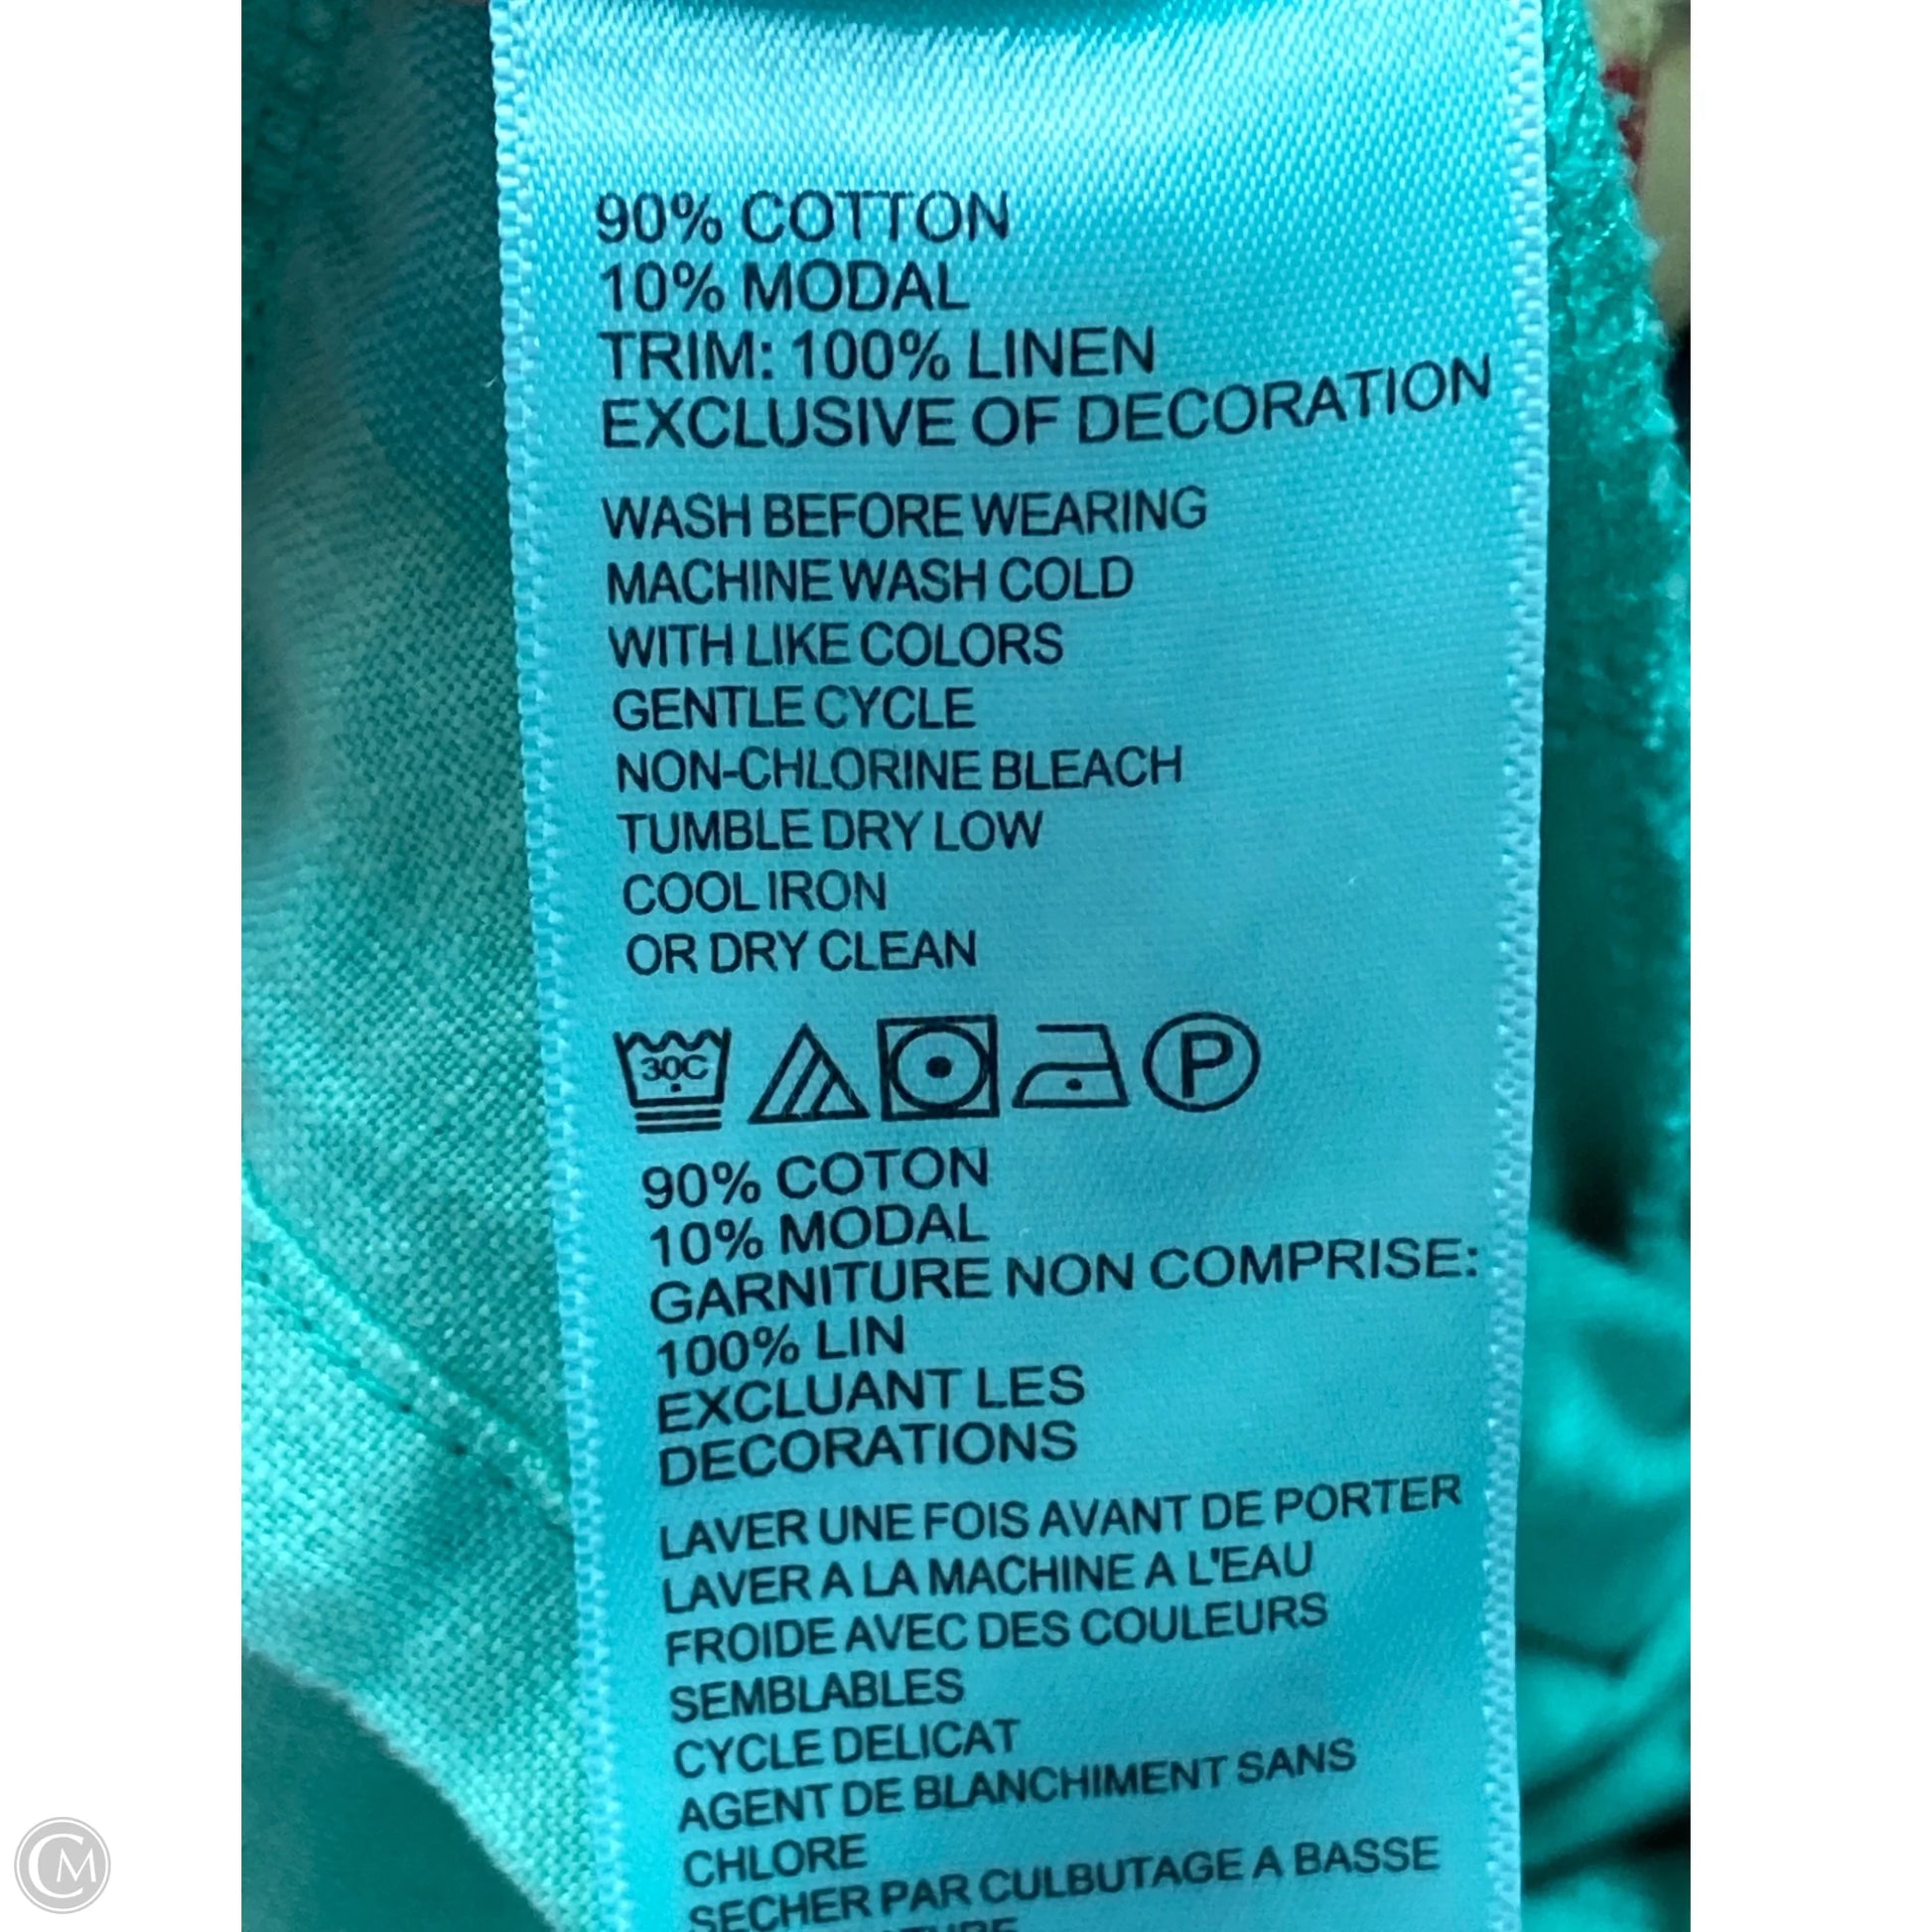 90% COTTON
10% MODAL
TRIM: 100% LINEN
EXCLUSIVE OF DECORATION
WASH BEFORE WEARING
MACHINE WASH COLD
WITH LIKE COLORS
GENTLE CYCLE
NON-CHLORINE BLEACH
TUMBLE DRY LOW
COOL IRON
OR DRY CLEAN
30C P
90% COTON
10% MODAL
GARNITURE NON COMPRISE:
100% LIN
EXCLUANT LES
DECORATIONS
LAVER UNE FOIS AVANT DE PORTER
LAVER A LA MACHINE A L'EAU
FROIDE AVEC DES COULEURS
SEMBLABLES
CYCLE DELICAT
AGENT DE BLANCHIMENT SANS
CHLORE
SECHER PAR CULBUTAGE A BASSE
CM